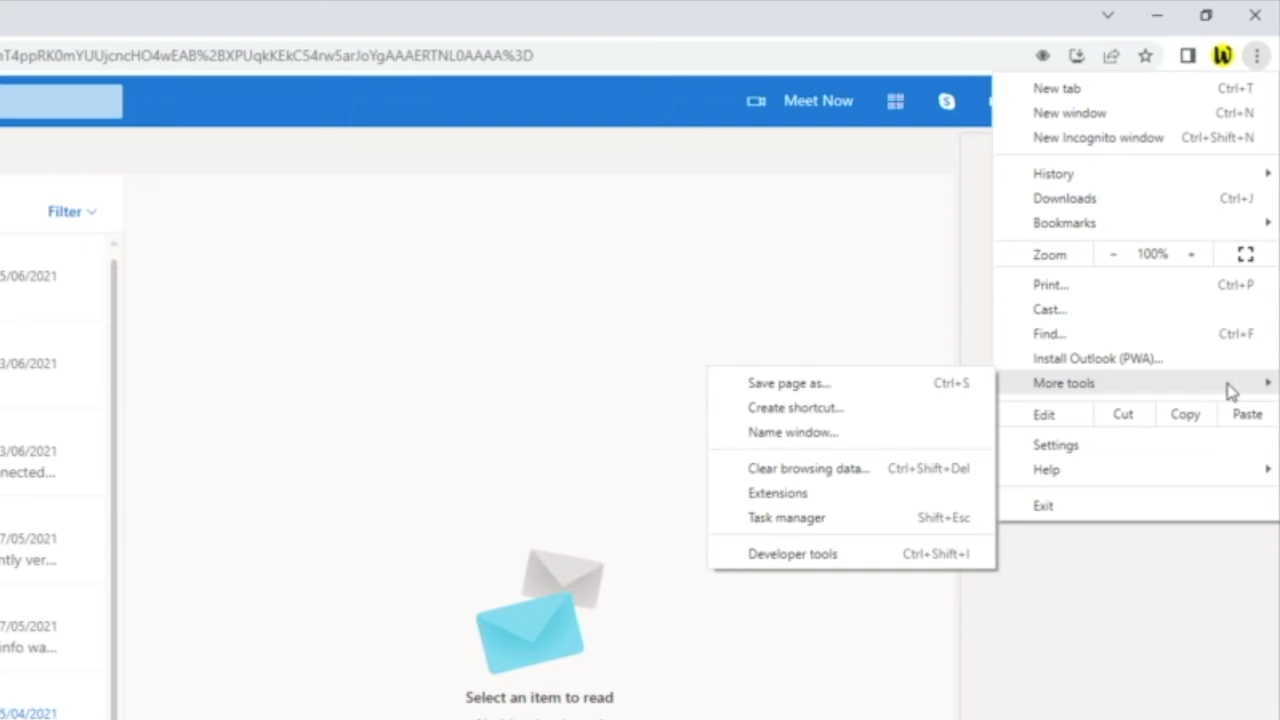 Meet Now
New tab Ctrl+T
New window Ctrl+N
New Incognito window Ctrl+Shift+N
History
Downloads Ctrl+J
Bookmarks
Zoom - 100% +
Print... Ctrl+P
Cast...
Find... Ctrl+F
Install Outlook (PWA)...
More tools
Edit Cut Copy Paste
Settings
Help
Exit
Save page as... Ctrl+S
Create shortcut...
Name window...
Clear browsing data... Ctrl+Shift+Del
Extensions
Task manager Shift+Esc
Developer tools Ctrl+Shift+I
Filter
5/06/2021
3/06/2021
3/06/2021
nected...
7/05/2021
ntly ver...
7/05/2021
info wa...
5/04/2021
Select an item to read